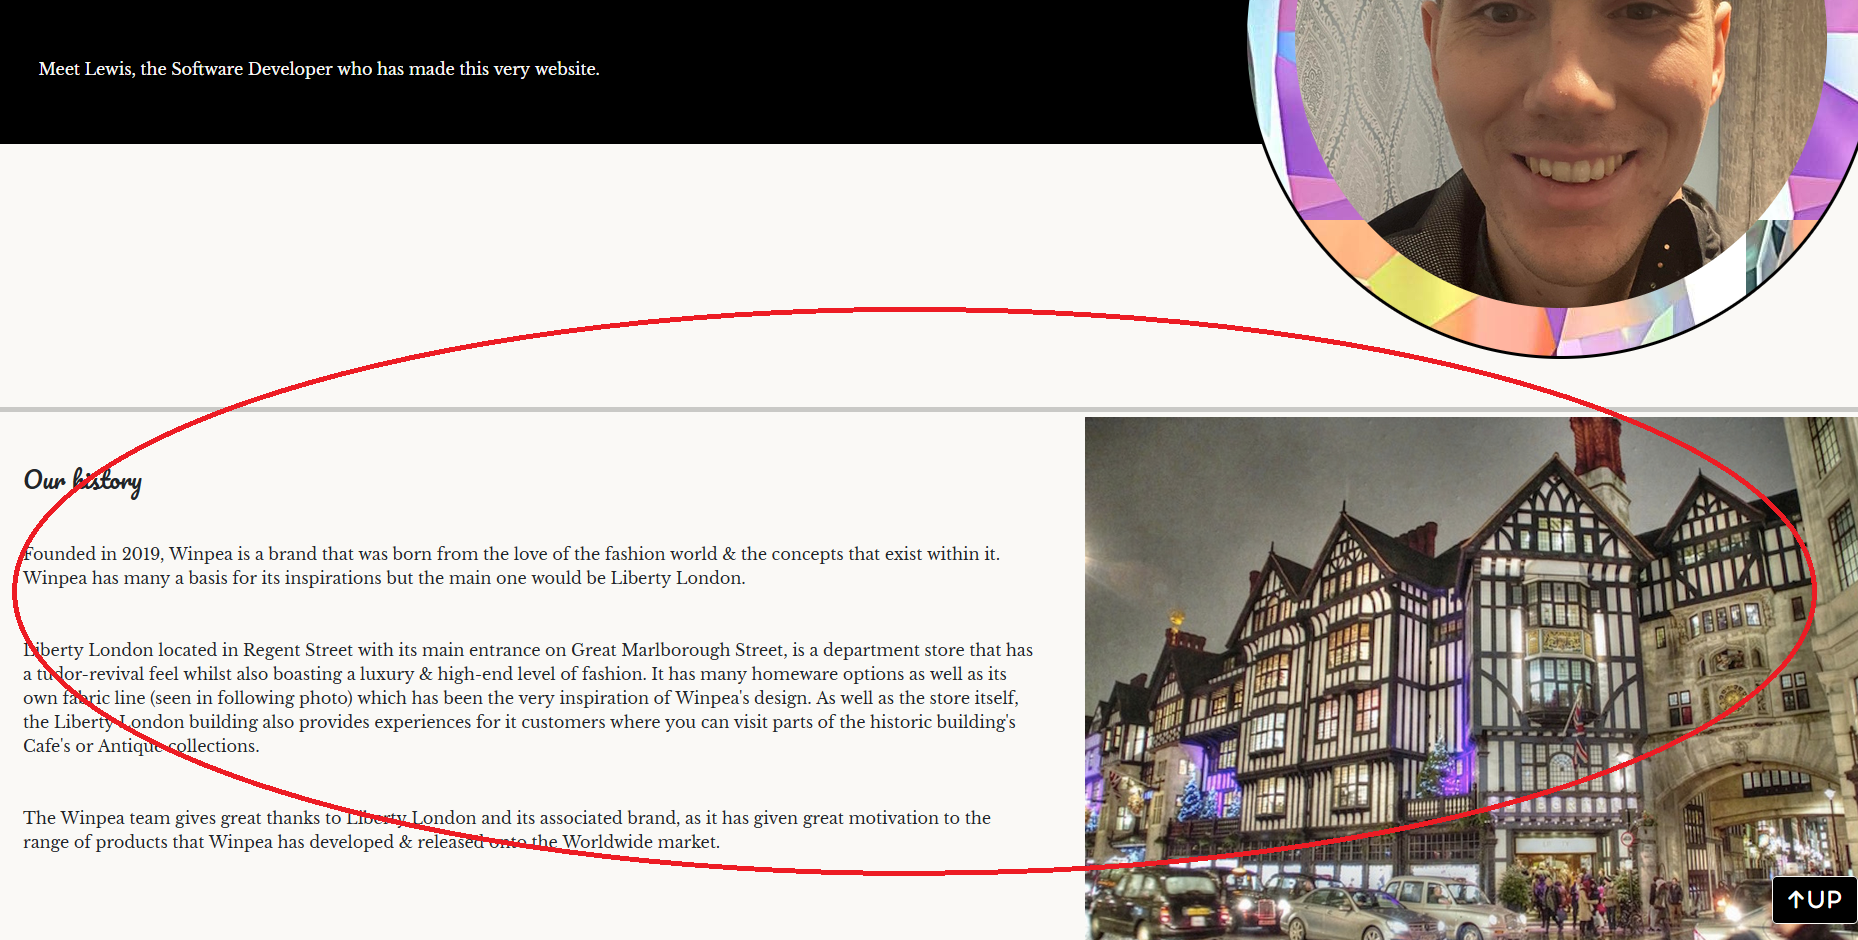 Meet Lewis, the Software Developer who has made this very website.
Our history
Founded in 2019, Winpea is a brand that was born from the love of the fashion world & the concepts that exist within it.
Winpea has many a basis for its inspirations but the main one would be Liberty London.
Liberty London located in Regent Street with its main entrance on Great Marlborough Street, is a department store that has
a tudor-revival feel whilst also boasting a luxury & high-end level of fashion. It has many homeware options as well as its
own fabric line (seen in following photo) which has been the very inspiration of Winpea's design. As well as the store itself,
the Liberty London building also provides experiences for it customers where you can visit parts of the historic building's
Cafe's or Antique collections.
The Winpea team gives great thanks to Liberty London and its associated brand, as it has given great motivation to the
range of products that Winpea has developed & released onto the Worldwide market.
↑UP